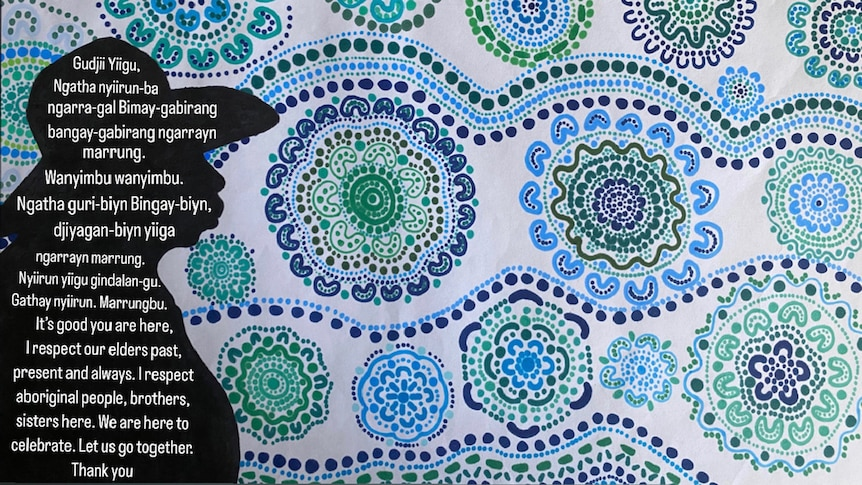 Gudjii Yiigu,
Ngatha nyiirun-ba
ngarra-gal Bimay-gabirang
bangay-gabirang ngarrayn
marrung.
Wanyimbu wanyimbu.
Ngatha guri-biyn Bingay-biyn,
djiyagan-biyn yiiga
ngarrayn marrung.
Nyiirun yiigu gindalan-gu.
Gathay nyiirun. Marrungbu.
It's good you are here,
I respect our elders past,
present and always. I respect
aboriginal people, brothers,
sisters here. We are here to
celebrate. Let us go together.
Thank you